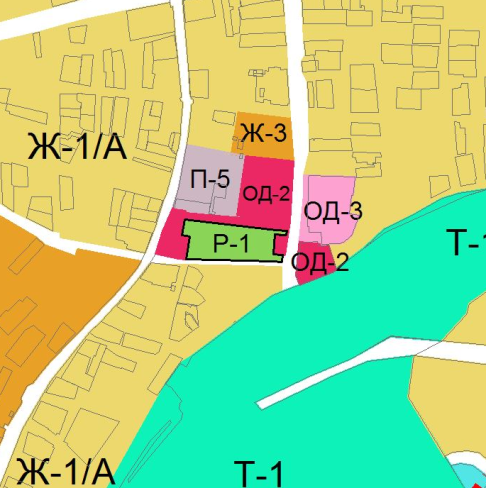 Ж-3
Ж-1/А
П-5
ОД-2
ОД-3
Р-1
Т-1
ОД-2
Ж-1/А
Т-1